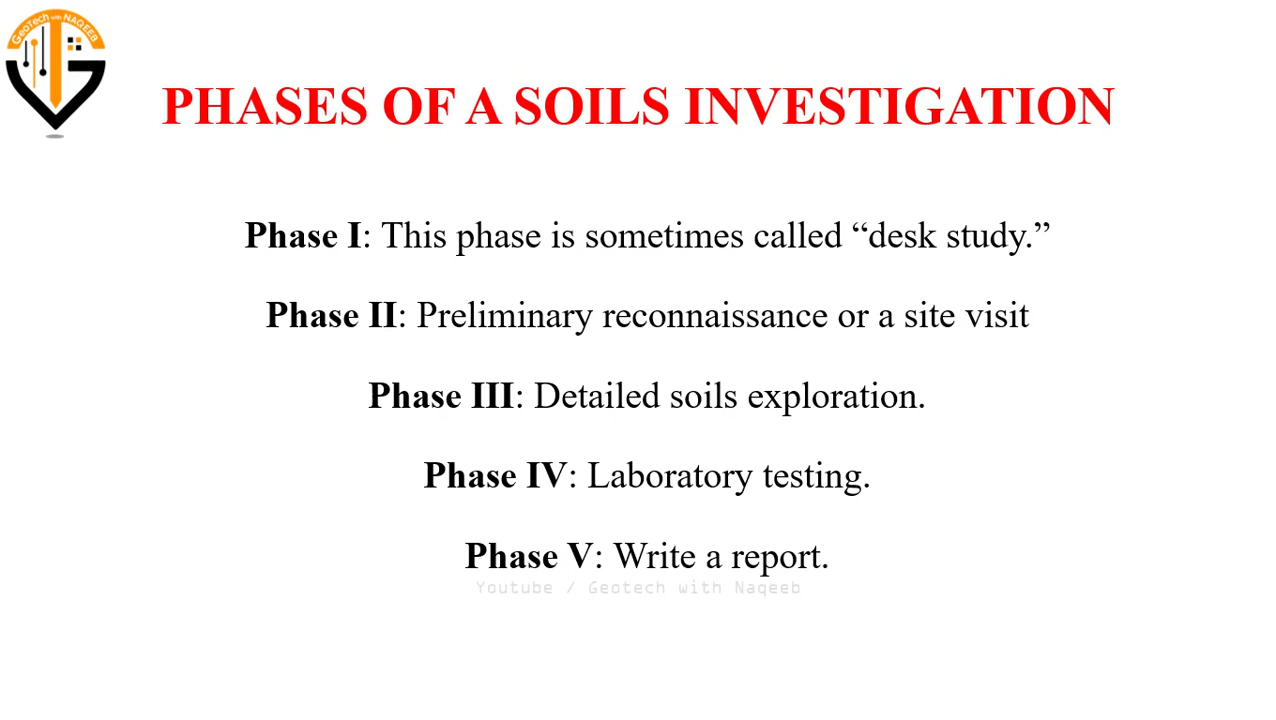 GeoTech with NAQEEB
PHASES OF A SOILS INVESTIGATION
Phase I: This phase is sometimes called “desk study.”
Phase II: Preliminary reconnaissance or a site visit
Phase III: Detailed soils exploration.
Phase IV: Laboratory testing.
Phase V: Write a report.
Youtube / Geotech with Naqeeb